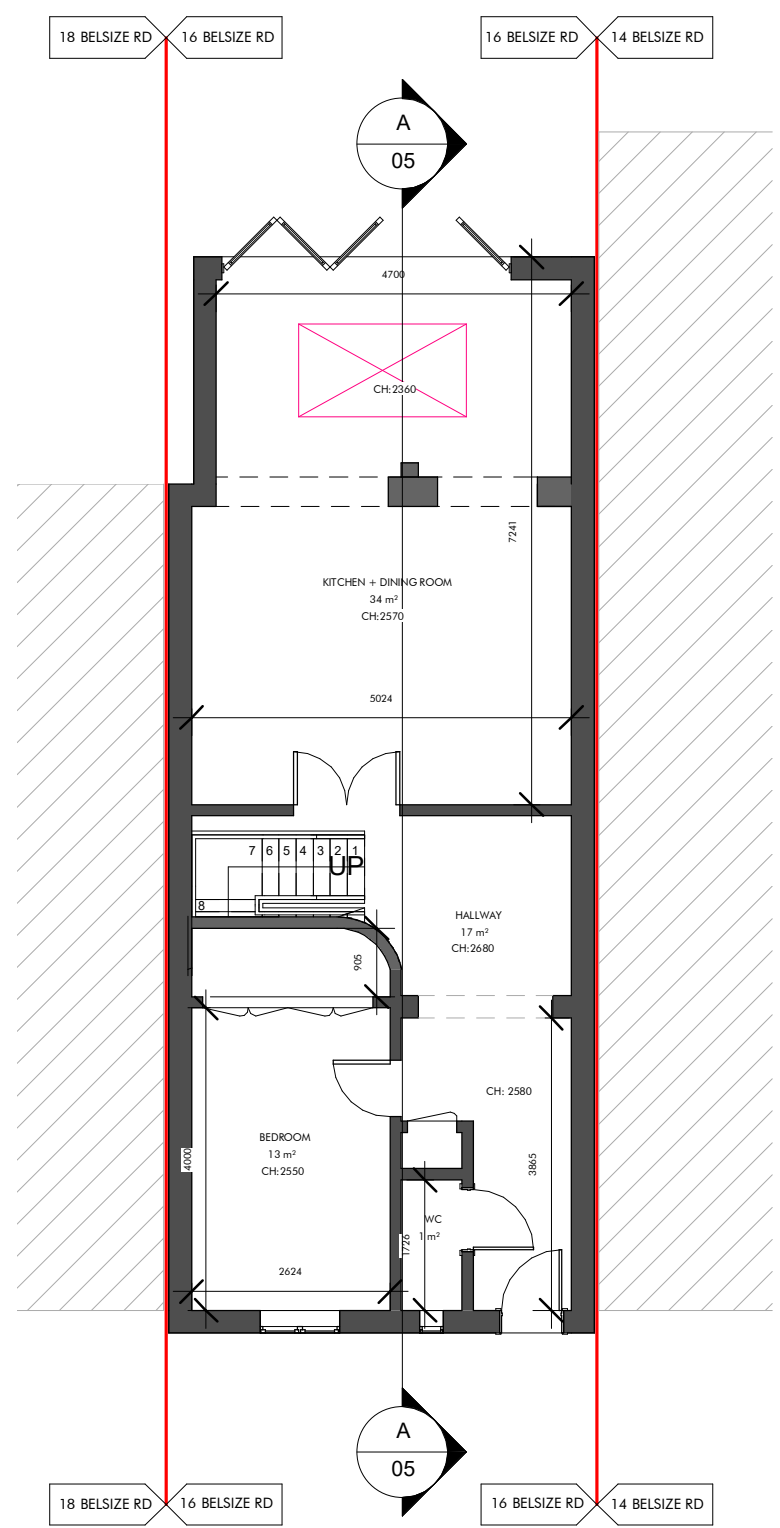 18 BELSIZE RD
16 BELSIZE RD
16 BELSIZE RD
14 BELSIZE RD
A
05
4700
CH:2360
7241
KITCHEN + DINING ROOM
34 m²
CH:2570
5024
7 6 5 4 3 2 1
UP
8
HALLWAY
17 m²
CH:2680
905
CH: 2580
BEDROOM
13 m²
CH:2550
4000
3865
WC
1 m²
1726
2624
A
05
18 BELSIZE RD
16 BELSIZE RD
16 BELSIZE RD
14 BELSIZE RD